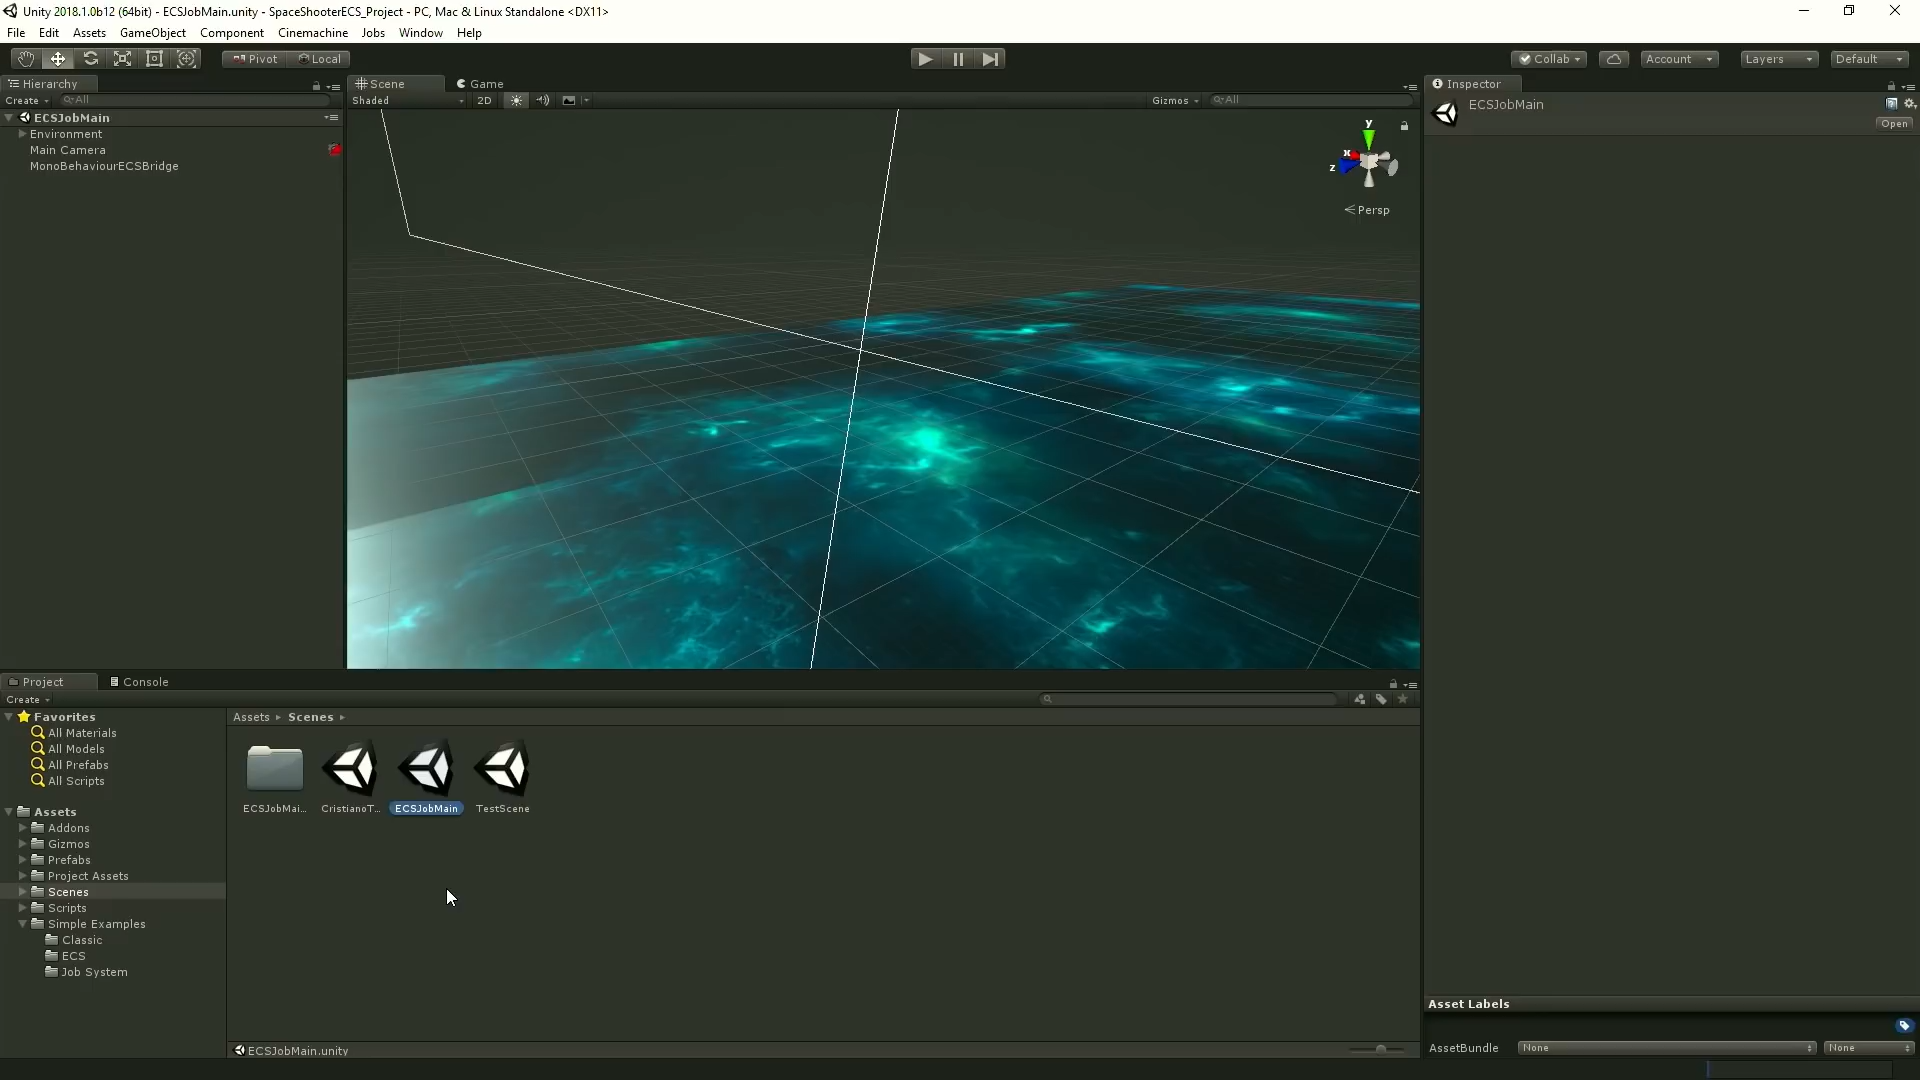 Unity 2018.1.0b12 (64bit) - ECSJobMain.unity - SpaceShooterECS_Project - PC, Mac & Linux Standalone <DX11>
File Edit Assets GameObject Component Cinemachine Jobs Window Help
Pivot Local
Collab Account Layers Default
Hierarchy
Create All
ECSJobMain
Environment
Main Camera
MonoBehaviourECSBridge
Scene Game
Shaded 2D Gizmos All
y
x
z
Persp
Inspector
ECSJobMain
Open
Project Console
Create
Favorites
All Materials
All Models
All Prefabs
All Scripts
Assets
Addons
Gizmos
Prefabs
Project Assets
Scenes
Scripts
Simple Examples
Classic
ECS
Job System
Assets Scenes
ECSJobMai... CristianoT... ECSJobMain TestScene
ECSJobMain.unity
Asset Labels
AssetBundle None None